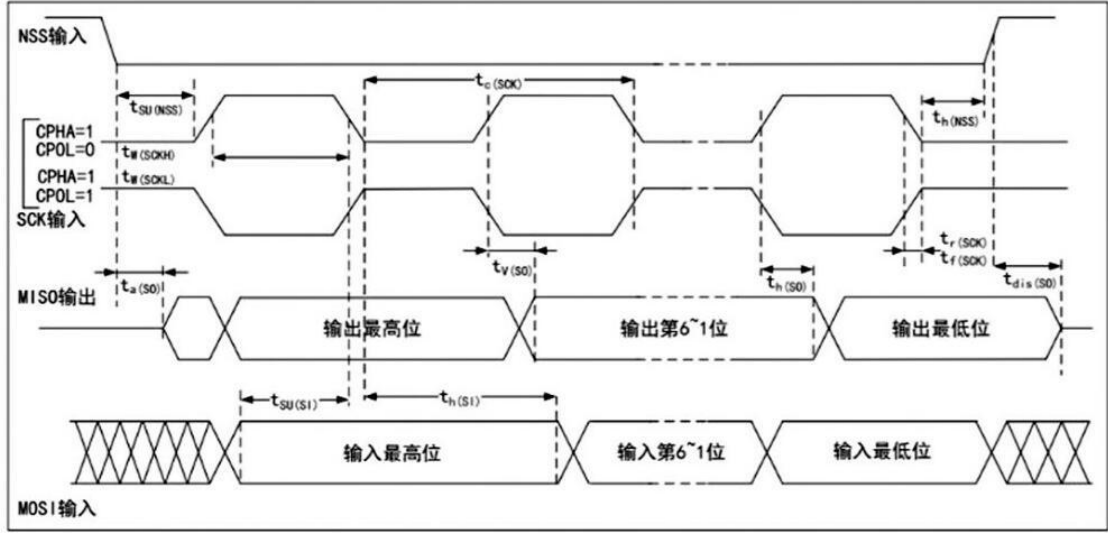 NSS输入
tc(SCK)
tSU(NSS)
th(NSS)
CPHA=1
CPOL=0
tW(SCKH)
CPHA=1
tW(SCKL)
CPOL=1
SCK输入
tr(SCK)
tf(SCK)
ta(SO)
tV(SO)
th(SO)
tdis(SO)
MISO输出
输出最高位
输出第6~1位
输出最低位
tSU(SI)
th(SI)
输入最高位
输入第6~1位
输入最低位
MOSI输入